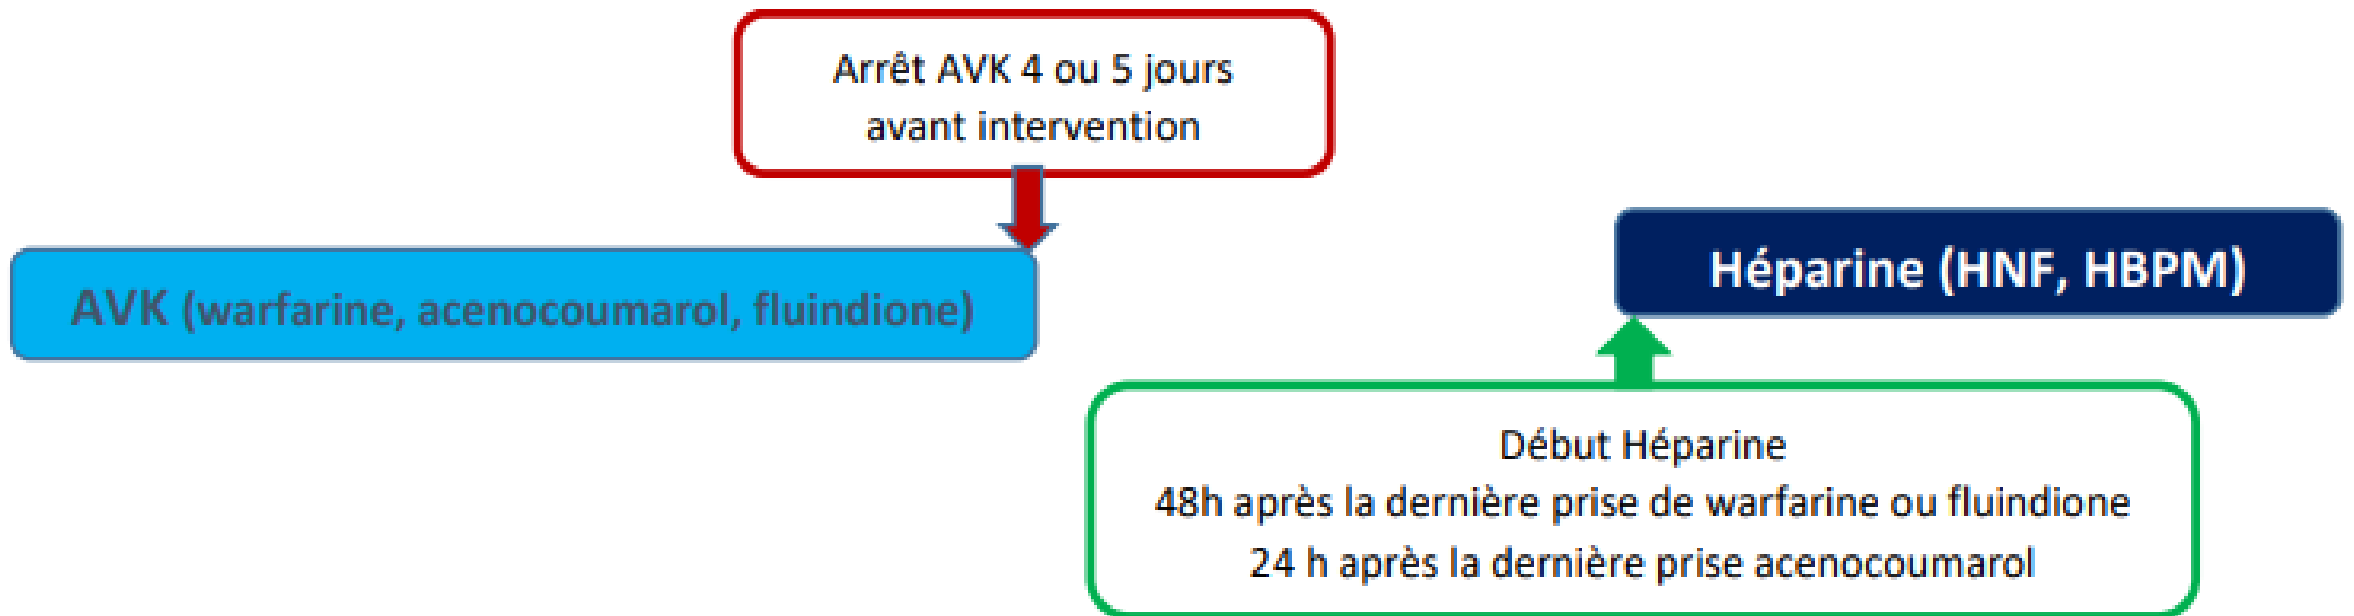 Arrêt AVK 4 ou 5 jours
avant intervention
AVK (warfarine, acenocoumarol, fluindione)
Héparine (HNF, HBPM)
Début Héparine
48h après la dernière prise de warfarine ou fluindione
24 h après la dernière prise acenocoumarol